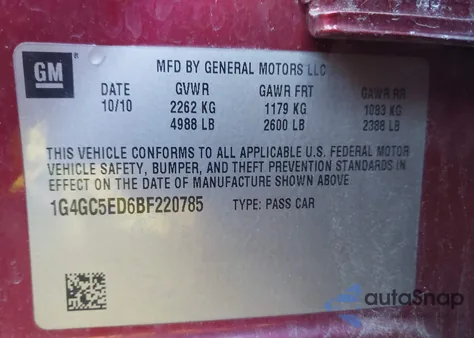 GM
MFD BY GENERAL MOTORS LLC
DATE GVWR GAWR FRT GAWR RR
10/10 2262 KG 1179 KG 1083 KG
4988 LB 2600 LB 2388 LB
THIS VEHICLE CONFORMS TO ALL APPLICABLE U.S. FEDERAL MOTOR
VEHICLE SAFETY, BUMPER, AND THEFT PREVENTION STANDARDS IN
EFFECT ON THE DATE OF MANUFACTURE SHOWN ABOVE
1G4GC5ED6BF220785 TYPE: PASS CAR
autaSnap